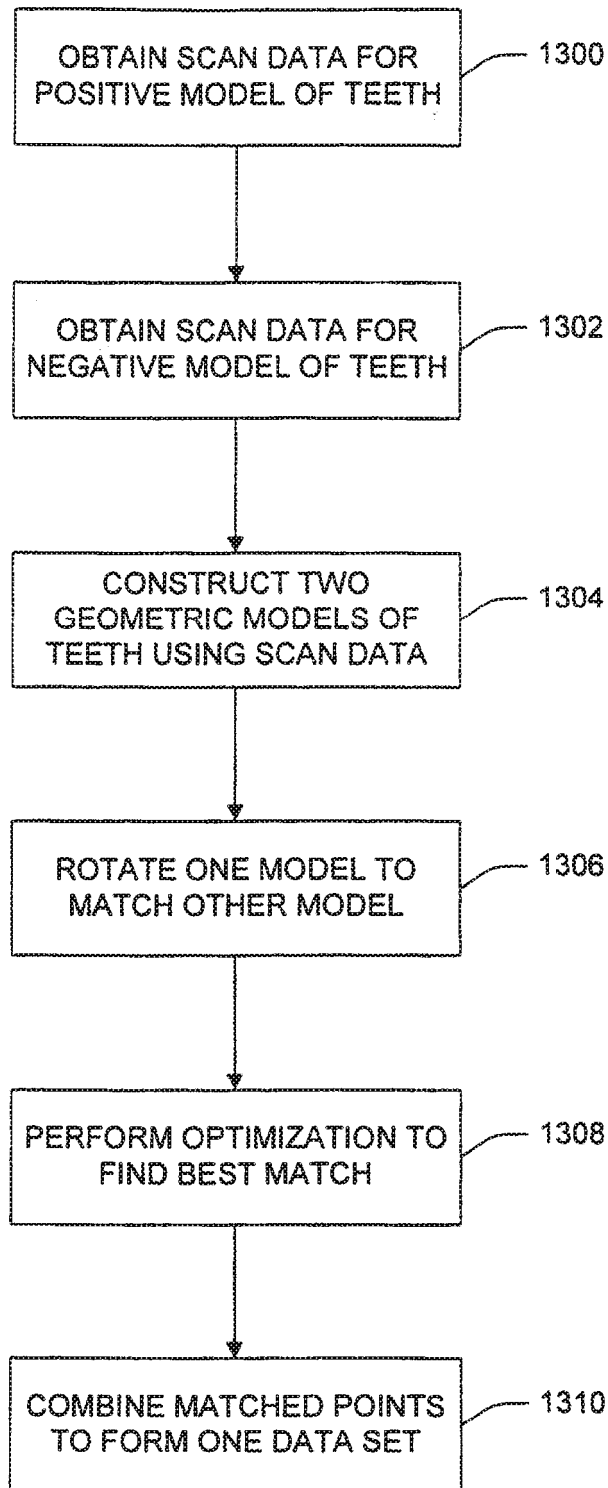 OBTAIN SCAN DATA FOR
POSITIVE MODEL OF TEETH
1300
OBTAIN SCAN DATA FOR
NEGATIVE MODEL OF TEETH
1302
CONSTRUCT TWO
GEOMETRIC MODELS OF
TEETH USING SCAN DATA
1304
ROTATE ONE MODEL TO
MATCH OTHER MODEL
1306
PERFORM OPTIMIZATION TO
FIND BEST MATCH
1308
COMBINE MATCHED POINTS
TO FORM ONE DATA SET
1310